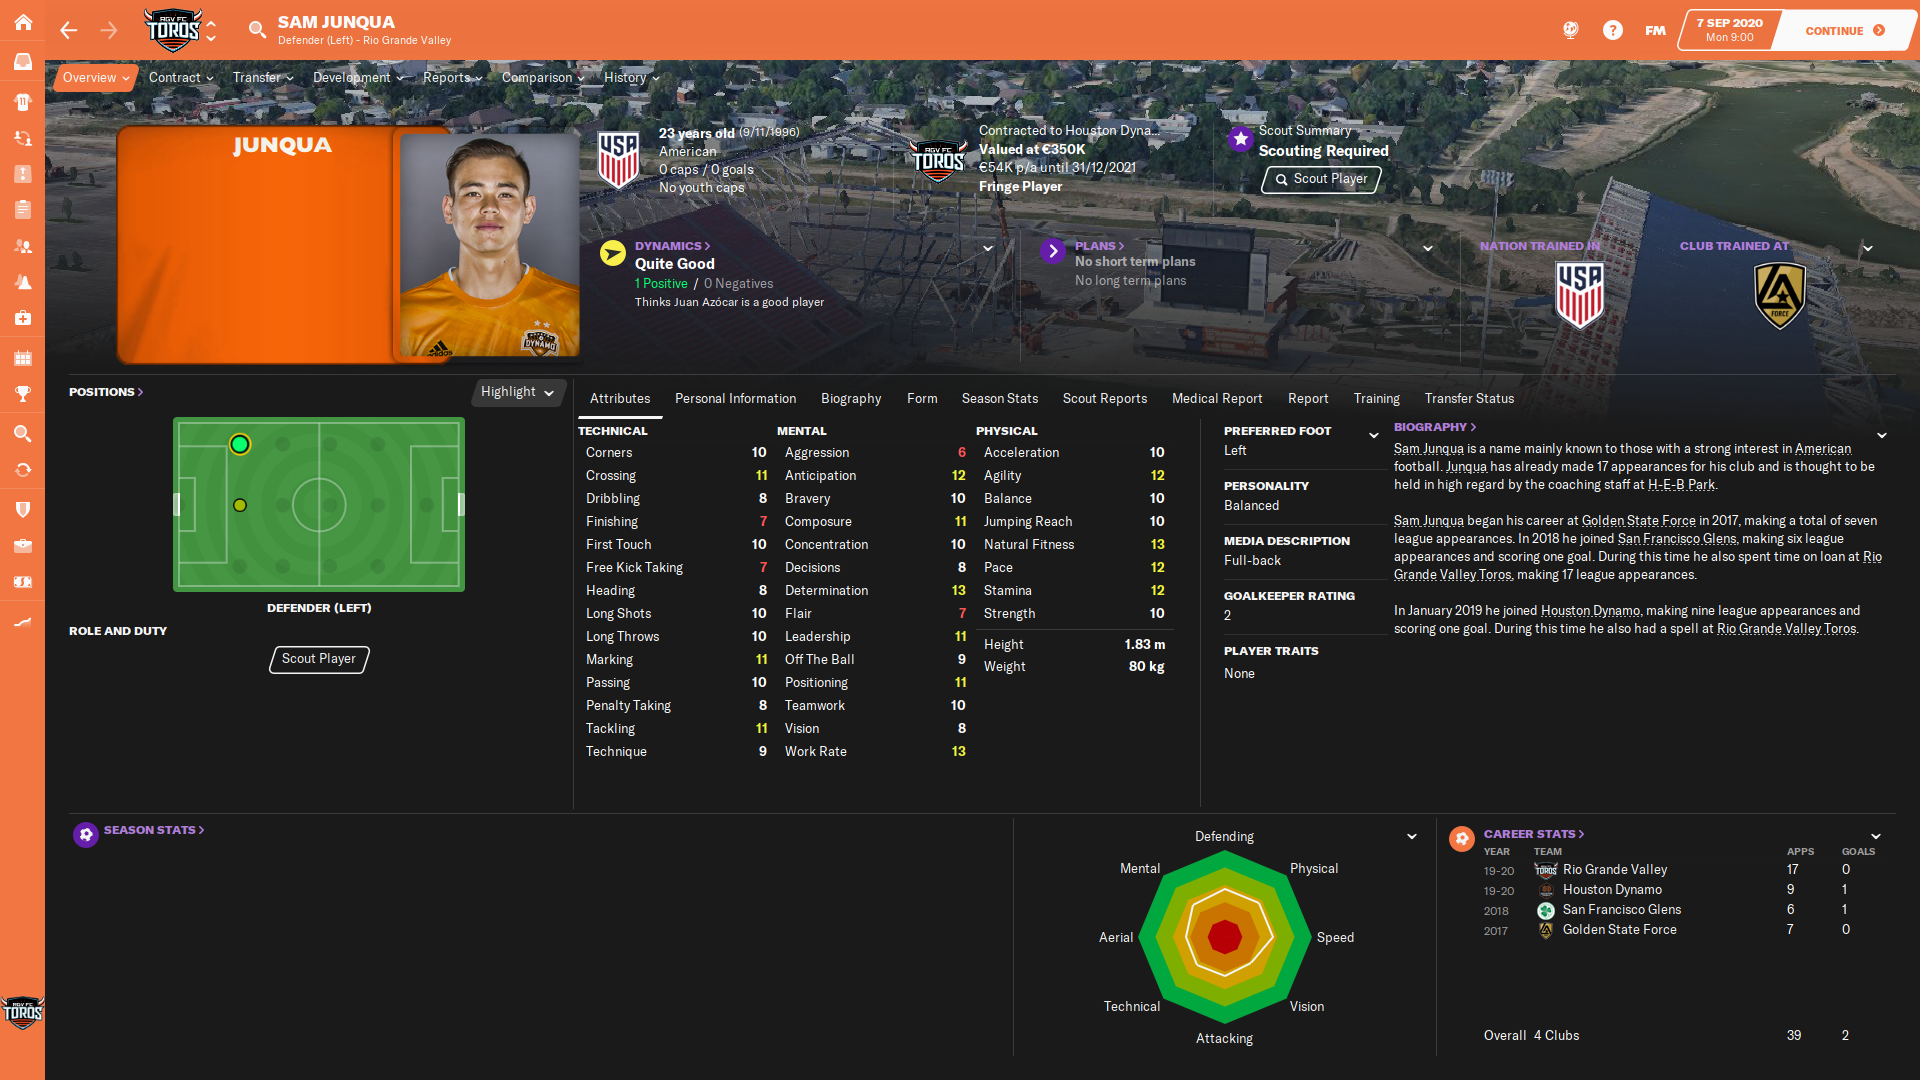 RGV FC
TOROS
SAM JUNQUA
Defender (Left) - Rio Grande Valley
?
FM
7 SEP 2020
Mon 9:00
CONTINUE
Overview
Contract
Transfer
Development
Reports
Comparison
History
JUNQUA
DYNAMO
adidas
USA
23 years old (9/11/1996)
American
0 caps / 0 goals
No youth caps
RGV FC
TOROS
Contracted to Houston Dyna...
Valued at €350K
€54K p/a until 31/12/2021
Fringe Player
Scout Summary
Scouting Required
Scout Player
DYNAMICS
Quite Good
1 Positive / 0 Negatives
Thinks Juan Azócar is a good player
PLANS
No short term plans
No long term plans
NATION TRAINED IN
USA
CLUB TRAINED AT
FORCE
POSITIONS
Highlight
DEFENDER (LEFT)
ROLE AND DUTY
Scout Player
Attributes
Personal Information
Biography
Form
Season Stats
Scout Reports
Medical Report
Report
Training
Transfer Status
TECHNICAL
Corners 10
Crossing 11
Dribbling 8
Finishing 7
First Touch 10
Free Kick Taking 7
Heading 8
Long Shots 10
Long Throws 10
Marking 11
Passing 10
Penalty Taking 8
Tackling 11
Technique 9
MENTAL
Aggression 6
Anticipation 12
Bravery 10
Composure 11
Concentration 10
Decisions 8
Determination 13
Flair 7
Leadership 11
Off The Ball 9
Positioning 11
Teamwork 10
Vision 8
Work Rate 13
PHYSICAL
Acceleration 10
Agility 12
Balance 10
Jumping Reach 10
Natural Fitness 13
Pace 12
Stamina 12
Strength 10
Height 1.83 m
Weight 80 kg
PREFERRED FOOT
Left
PERSONALITY
Balanced
MEDIA DESCRIPTION
Full-back
GOALKEEPER RATING
2
PLAYER TRAITS
None
BIOGRAPHY
Sam Junqua is a name mainly known to those with a strong interest in American
football. Junqua has already made 17 appearances for his club and is thought to be
held in high regard by the coaching staff at H-E-B Park.
Sam Junqua began his career at Golden State Force in 2017, making a total of seven
league appearances. In 2018 he joined San Francisco Glens, making six league
appearances and scoring one goal. During this time he also spent time on loan at Rio
Grande Valley Toros, making 17 league appearances.
In January 2019 he joined Houston Dynamo, making nine league appearances and
scoring one goal. During this time he also had a spell at Rio Grande Valley Toros.
SEASON STATS
Defending
Mental
Physical
Aerial
Speed
Technical
Vision
Attacking
CAREER STATS
YEAR TEAM APPS GOALS
19-20 Rio Grande Valley 17 0
19-20 Houston Dynamo 9 1
2018 San Francisco Glens 6 1
2017 Golden State Force 7 0
Overall 4 Clubs 39 2
RGV FC
TOROS